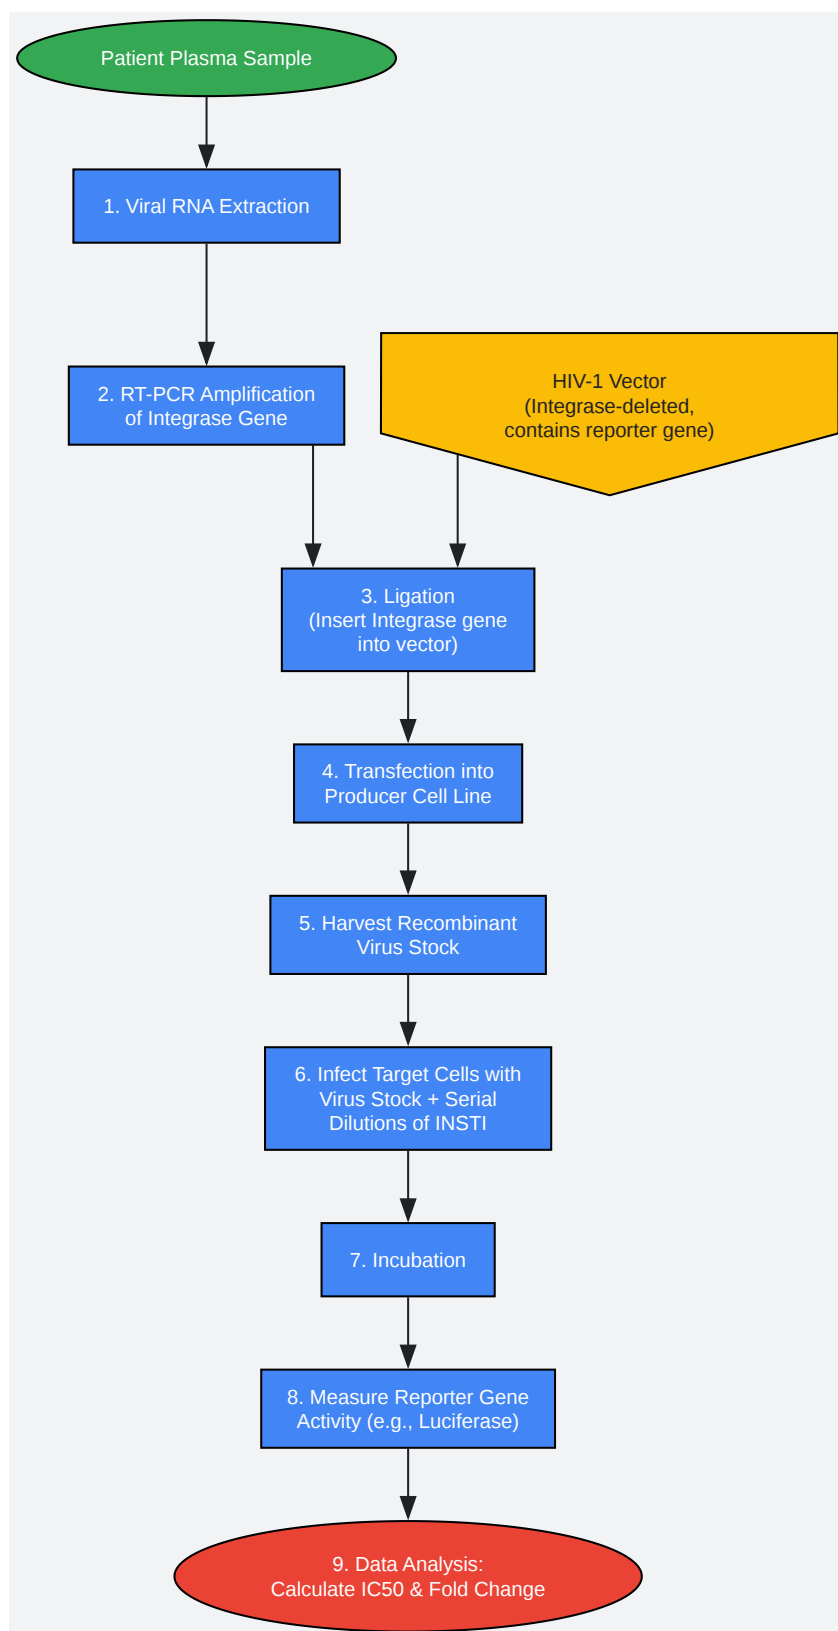 Patient Plasma Sample
1. Viral RNA Extraction
2. RT-PCR Amplification
of Integrase Gene
HIV-1 Vector
(Integrase-deleted,
contains reporter gene)
3. Ligation
(Insert Integrase gene
into vector)
4. Transfection into
Producer Cell Line
5. Harvest Recombinant
Virus Stock
6. Infect Target Cells with
Virus Stock + Serial
Dilutions of INSTI
7. Incubation
8. Measure Reporter Gene
Activity (e.g., Luciferase)
9. Data Analysis:
Calculate IC50 & Fold Change